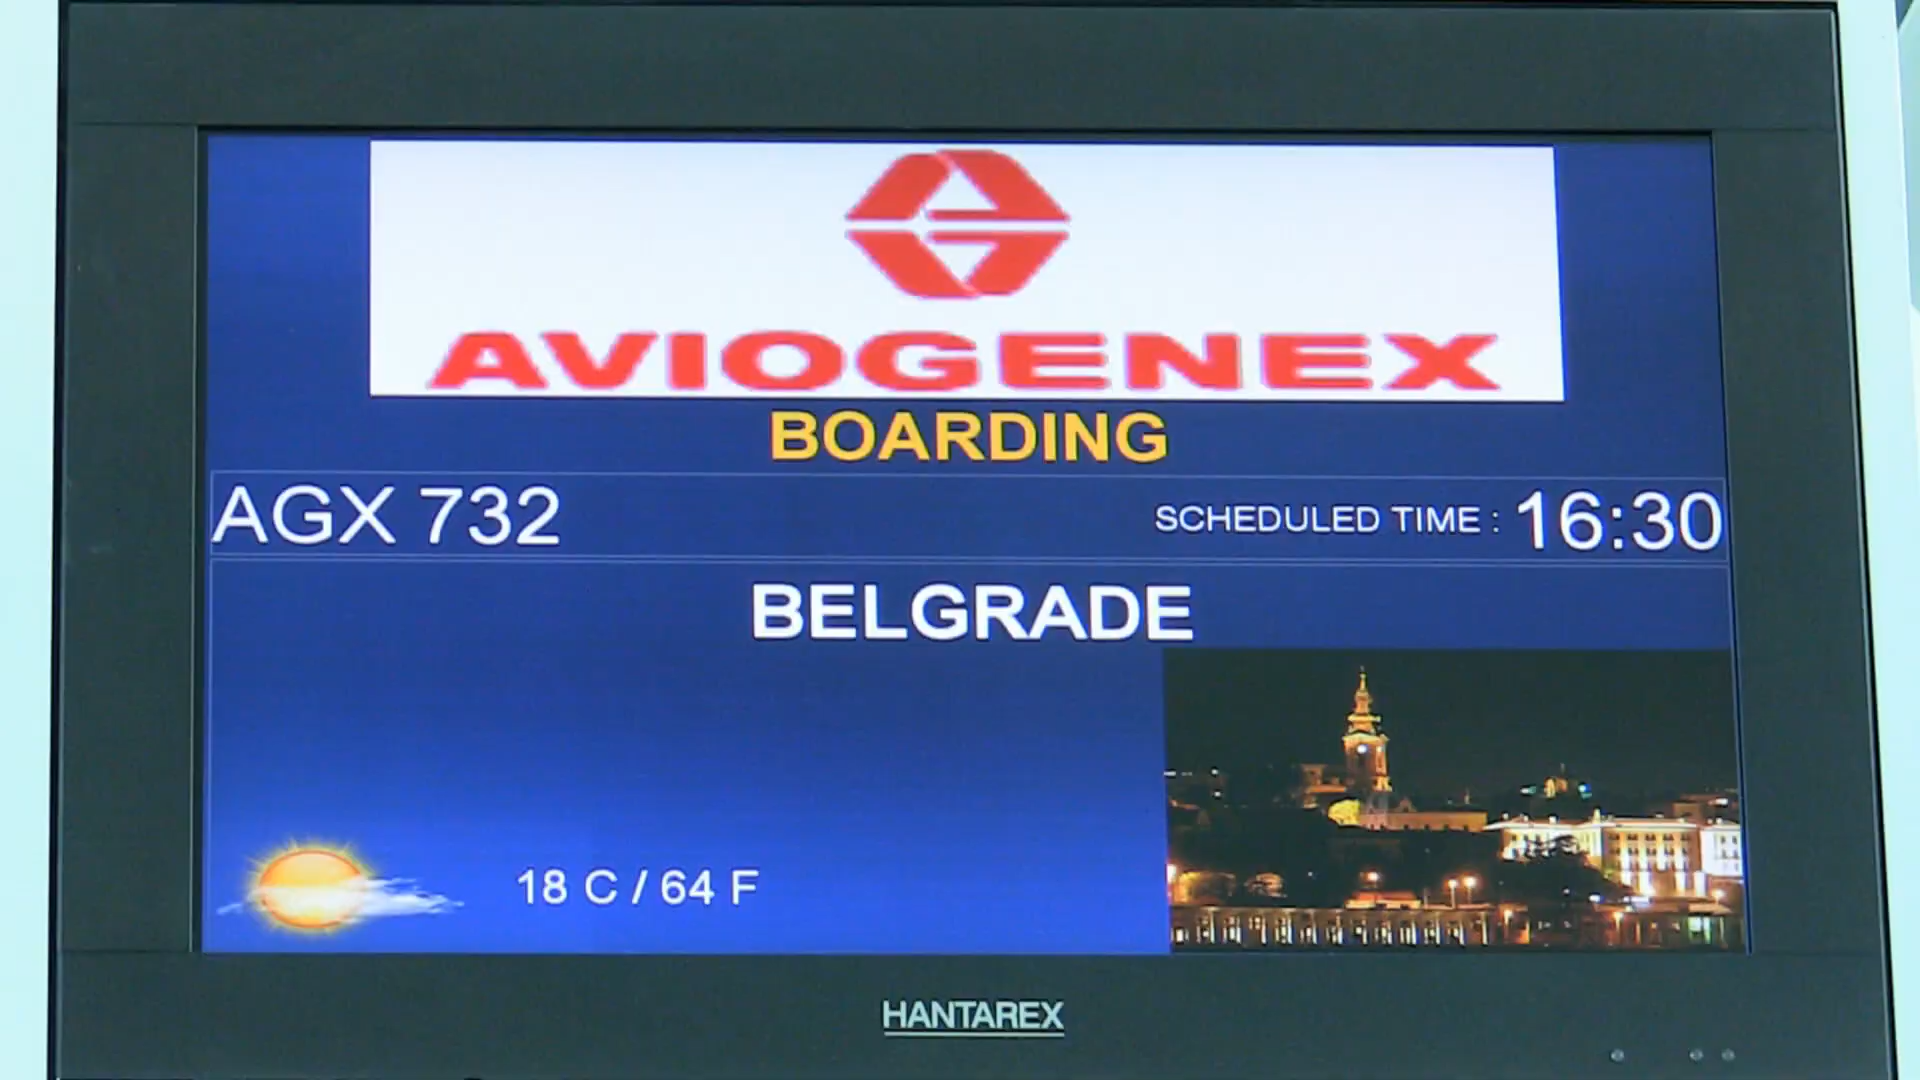 AVIOGENEX
BOARDING
AGX 732 SCHEDULED TIME : 16:30
BELGRADE
18 C / 64 F
HANTAREX